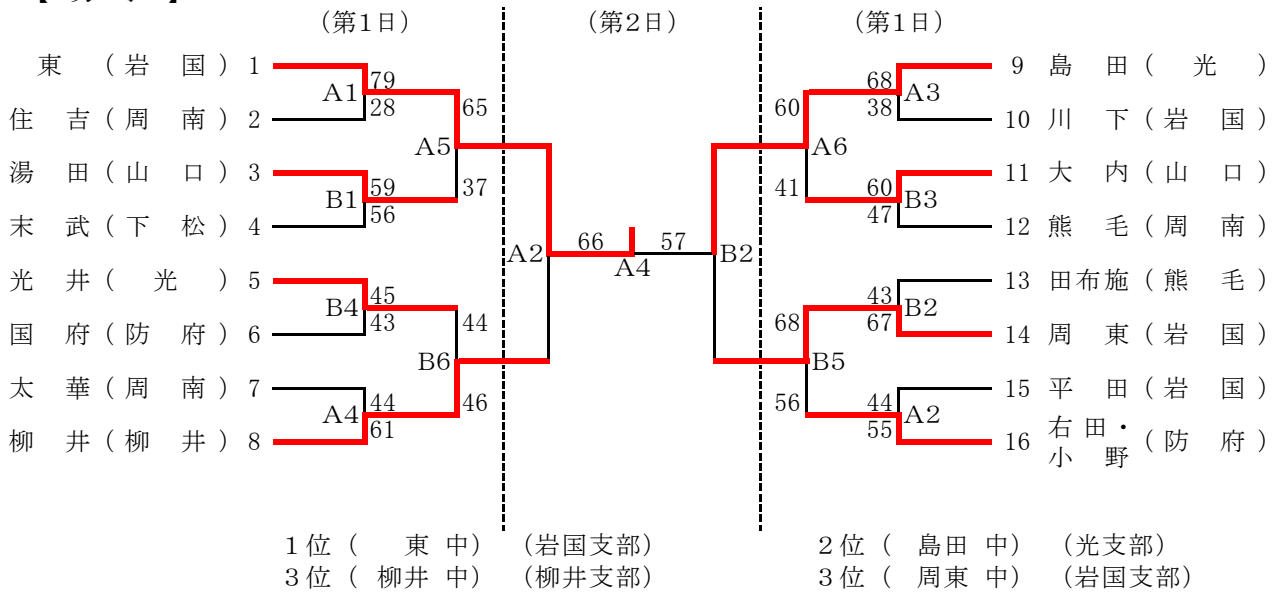 (第1日) (第2日) (第1日)
東 (岩 国) 1
79
A1
28
住 吉(周 南) 2
65
A5
37
湯 田(山 口) 3
59
B1
56
末 武(下 松) 4
光 井( 光 ) 5
45
B4
43
国 府(防 府) 6
44
B6
46
太 華(周 南) 7
44
A4
61
柳 井(柳 井) 8
A2
66
A4
57
B2
9 島 田( 光 )
68
A3
38
10 川 下(岩 国)
60
A6
41
11 大 内(山 口)
60
B3
47
12 熊 毛(周 南)
13 田布施(熊 毛)
43
B2
67
14 周 東(岩 国)
68
B5
56
15 平 田(岩 国)
44
A2
55
16 右田・小野(防 府)
1位( 東 中) (岩国支部) 2位( 島田 中) (光支部)
3位( 柳井 中) (柳井支部) 3位( 周東 中) (岩国支部)